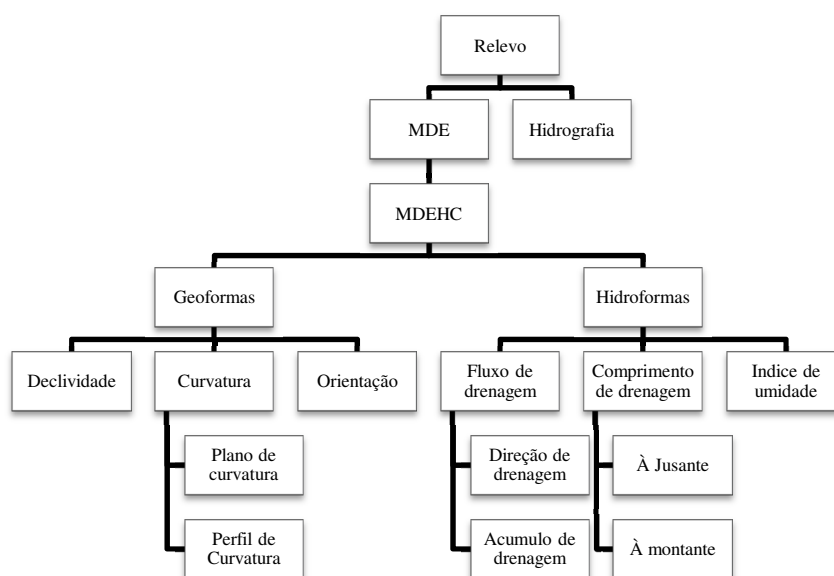 Relevo
MDE
Hidrografia
MDEHC
Geoformas
Hidroformas
Declividade
Curvatura
Orientação
Fluxo de
drenagem
Comprimento
de drenagem
Indice de
umidade
Plano de
curvatura
Direção de
drenagem
À Jusante
Perfil de
Curvatura
Acumulo de
drenagem
À montante